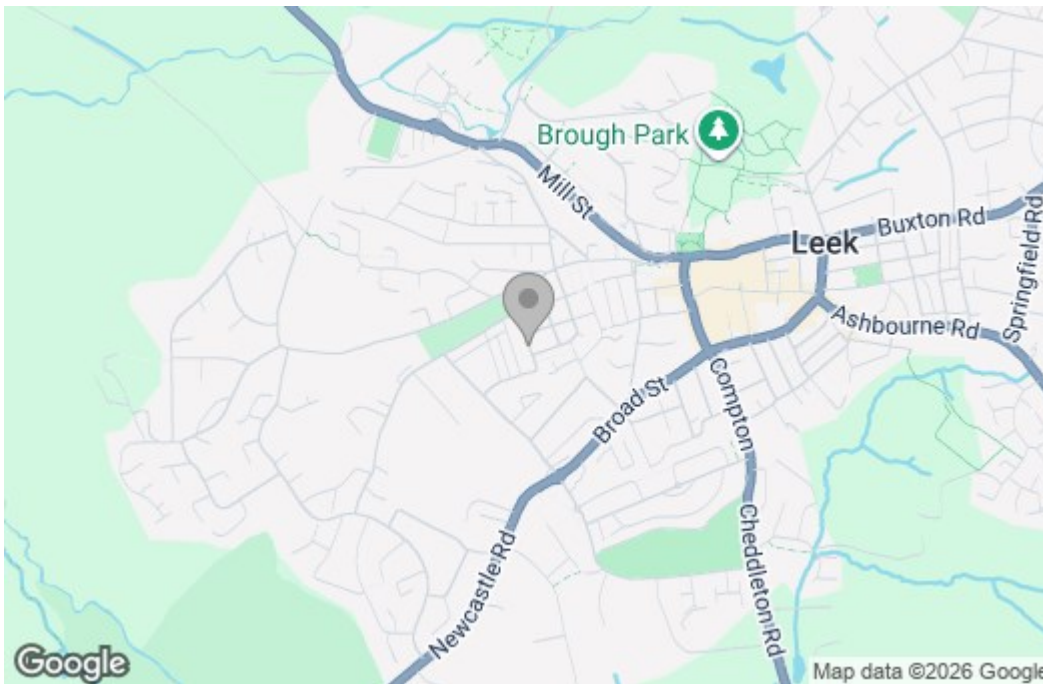 Brough Park
Mill St
Buxton Rd
Leek
Springfield Rd
Ashbourne Rd
Compton
Broad St
Cheddleton Rd
Newcastle Rd
Google
Map data ©2026 Google